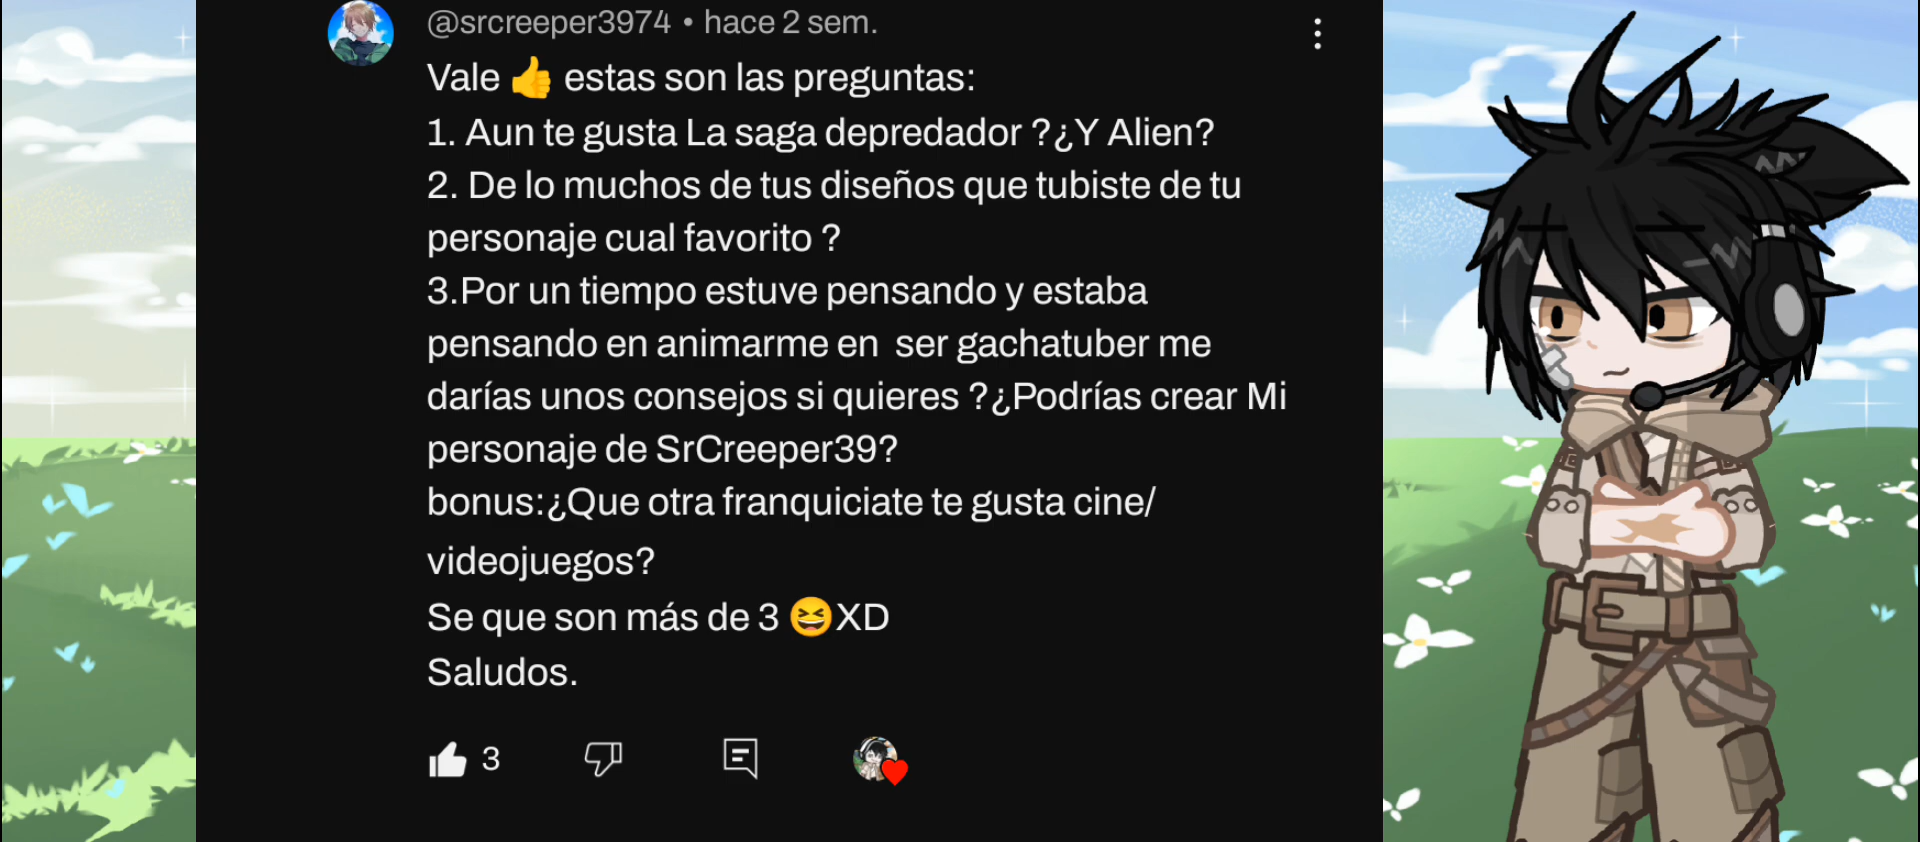 @srcreeper3974 • hace 2 sem.
Vale 👍 estas son las preguntas:
1. Aun te gusta La saga depredador ?¿Y Alien?
2. De lo muchos de tus diseños que tubiste de tu
personaje cual favorito ?
3.Por un tiempo estuve pensando y estaba
pensando en animarme en  ser gachatuber me
darías unos consejos si quieres ?¿Podrías crear Mi
personaje de SrCreeper39?
bonus:¿Que otra franquiciate te gusta cine/
videojuegos?
Se que son más de 3 😆XD
Saludos.
3